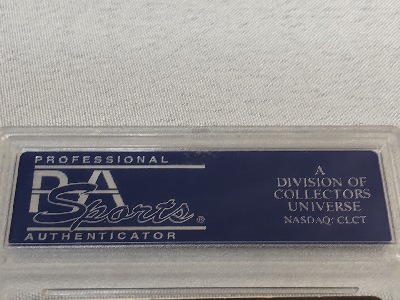 PROFESSIONAL
PSA
Sports®
AUTHENTICATOR
A
DIVISION OF
COLLECTORS
UNIVERSE
NASDAQ: CLCT